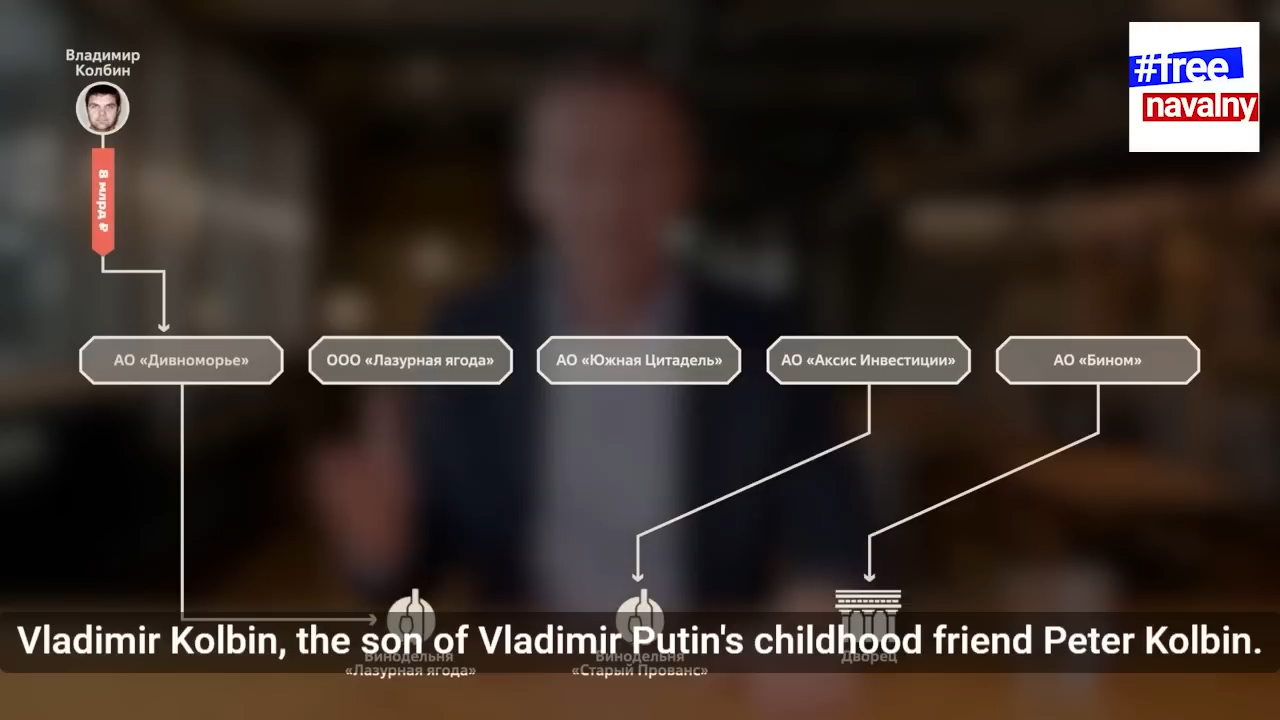 Владимир
Колбин
#free
navalny
8 млрд ₽
АО «Дивноморье»
ООО «Лазурная ягода»
АО «Южная Цитадель»
АО «Аксис Инвестиции»
АО «Бином»
Vladimir Kolbin, the son of Vladimir Putin's childhood friend Peter Kolbin.
Винодельня
«Лазурная ягода»
Винодельня
«Старый Прованс»
Дворец